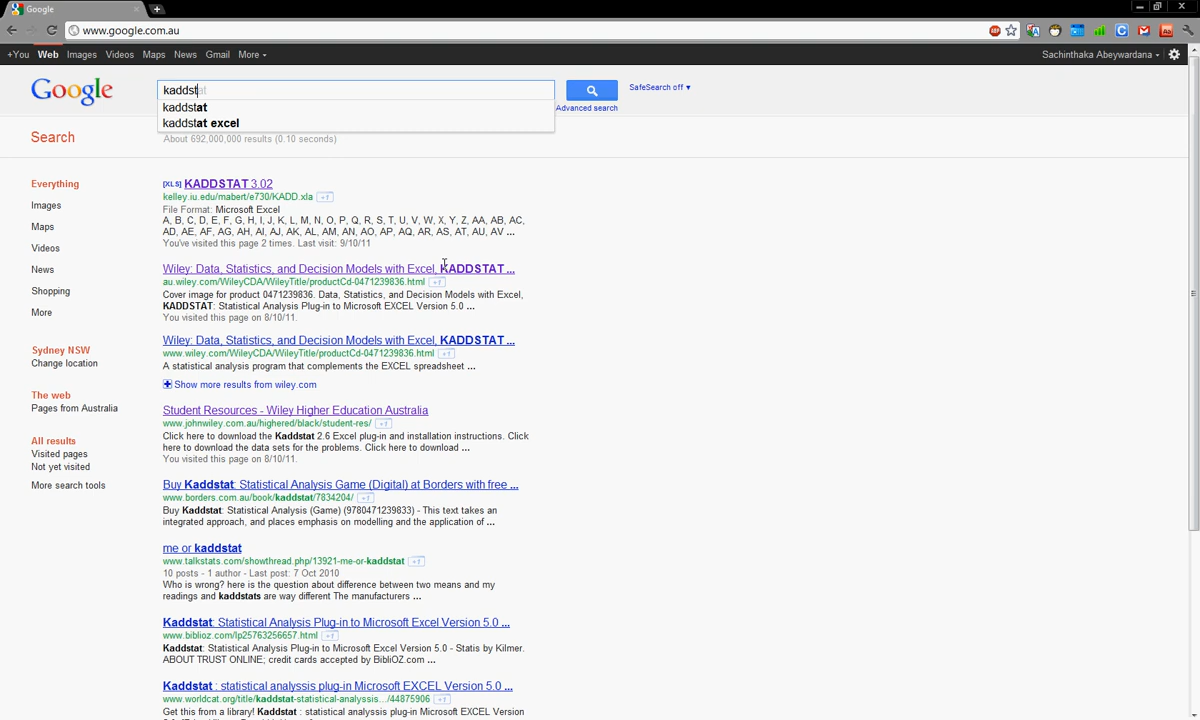 Google
www.google.com.au
+You Web Images Videos Maps News Gmail More
Sachinthaka Abeywardana
Google
kaddstat
SafeSearch off ▼
kaddstat
Advanced search
kaddstat excel
Search
About 692,000,000 results (0.10 seconds)
Everything
Images
Maps
Videos
News
Shopping
More
Sydney NSW
Change location
The web
Pages from Australia
All results
Visited pages
Not yet visited
More search tools
[XLS] KADDSTAT 3.02
kelley.iu.edu/mabert/e730/KADD.xla +1
File Format: Microsoft Excel
A, B, C, D, E, F, G, H, I, J, K, L, M, N, O, P, Q, R, S, T, U, V, W, X, Y, Z, AA, AB, AC,
AD, AE, AF, AG, AH, AI, AJ, AK, AL, AM, AN, AO, AP, AQ, AR, AS, AT, AU, AV ...
You've visited this page 2 times. Last visit: 9/10/11
Wiley: Data, Statistics, and Decision Models with Excel, KADDSTAT ...
au.wiley.com/WileyCDA/WileyTitle/productCd-0471239836.html +1
Cover image for product 0471239836. Data, Statistics, and Decision Models with Excel,
KADDSTAT: Statistical Analysis Plug-in to Microsoft EXCEL Version 5.0 ...
You visited this page on 8/10/11.
Wiley: Data, Statistics, and Decision Models with Excel, KADDSTAT ...
www.wiley.com/WileyCDA/WileyTitle/productCd-0471239836.html +1
A statistical analysis program that complements the EXCEL spreadsheet ...
Show more results from wiley.com
Student Resources - Wiley Higher Education Australia
www.johnwiley.com.au/highered/black/student-res/ +1
Click here to download the Kaddstat 2.6 Excel plug-in and installation instructions. Click
here to download the data sets for the problems. Click here to download ...
You visited this page on 8/10/11.
Buy Kaddstat: Statistical Analysis Game (Digital) at Borders with free ...
www.borders.com.au/book/kaddstat/7834204/ +1
Buy Kaddstat: Statistical Analysis (Game) (9780471239833) - This text takes an
integrated approach, and places emphasis on modelling and the application of ...
me or kaddstat
www.talkstats.com/showthread.php/13921-me-or-kaddstat +1
10 posts - 1 author - Last post: 7 Oct 2010
Who is wrong? here is the question about difference between two means and my
readings and kaddstats are way different The manufacturers ...
Kaddstat: Statistical Analysis Plug-in to Microsoft Excel Version 5.0 ...
www.biblioz.com/lp25763256657.html +1
Kaddstat: Statistical Analysis Plug-in to Microsoft Excel Version 5.0 - Statis by Kilmer.
ABOUT TRUST ONLINE; credit cards accepted by BibliOZ.com ...
Kaddstat : statistical analyssis plug-in Microsoft EXCEL Version 5.0 ...
www.worldcat.org/title/kaddstat-statistical-analysis.../44875906 +1
Get this from a library! Kaddstat : statistical analyssis plug-in Microsoft EXCEL Version